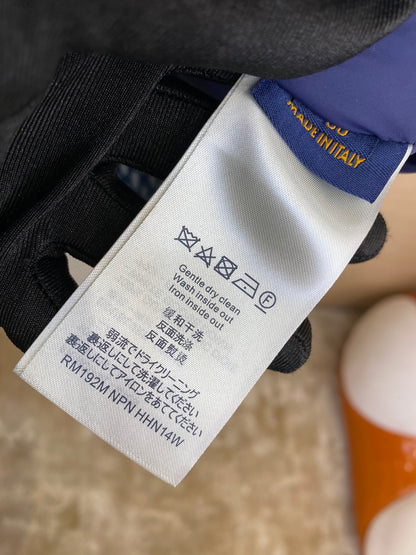 MADE IN ITALY
F
Gentle dry clean
Wash inside out
Iron inside out
缓和干洗
反面洗涤
反面熨烫
弱流でドライクリーニング
裏返しにして洗濯してください
裏返しにしてアイロンをあててください
RM192M NPN HHN14W